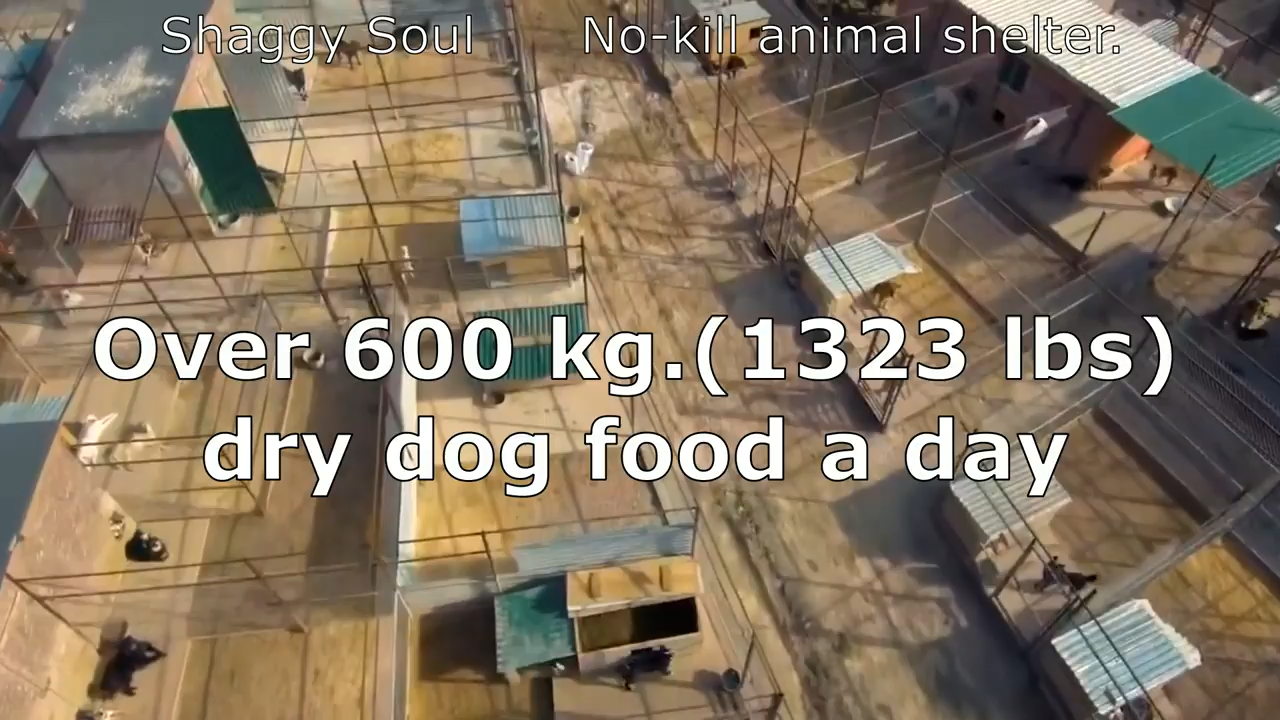 Shaggy Soul No-kill animal shelter.
Over 600 kg.(1323 lbs)
dry dog food a day